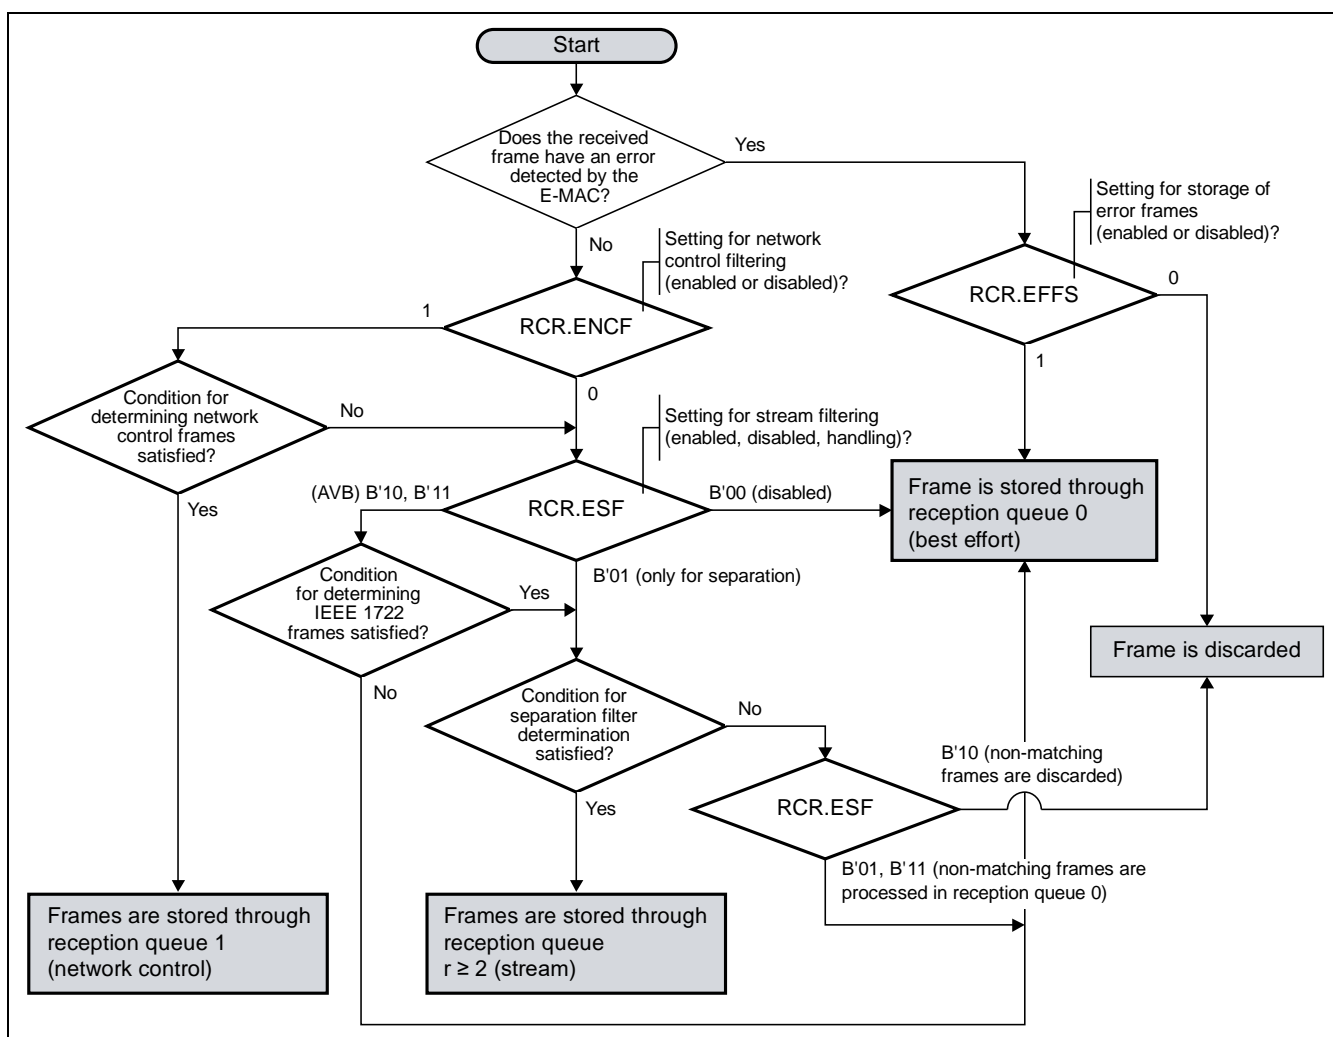 Start
Does the received
frame have an error
detected by the
E-MAC?
Yes
No
Setting for storage of
error frames
(enabled or disabled)?
Setting for network
control filtering
(enabled or disabled)?
RCR.EFFS
0
1
RCR.ENCF
1
0
Condition for
determining network
control frames
satisfied?
No
Yes
Setting for stream filtering
(enabled, disabled, handling)?
(AVB) B'10, B'11
RCR.ESF
B'00 (disabled)
B'01 (only for separation)
Frame is stored through
reception queue 0
(best effort)
Condition
for determining
IEEE 1722
frames satisfied?
Yes
No
Frame is discarded
Condition for
separation filter
determination
satisfied?
No
Yes
B'10 (non-matching
frames are discarded)
RCR.ESF
B'01, B'11 (non-matching frames are
processed in reception queue 0)
Frames are stored through
reception queue 1
(network control)
Frames are stored through
reception queue
r ≥ 2 (stream)